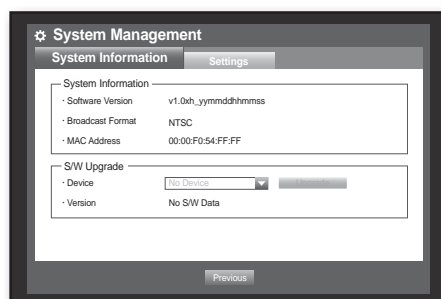 System Management
System Information
Settings
System Information
· Software Version v1.0xh_yymmddhhmmss
· Broadcast Format NTSC
· MAC Address 00:00:F0:54:FF:FF
S/W Upgrade
· Device No Device Upgrade
· Version No S/W Data
Previous